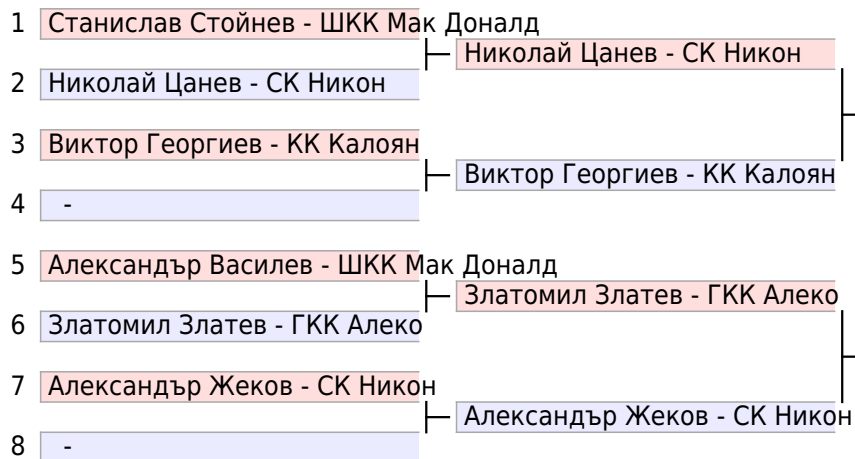 1 Станислав Стойнев - ШКК Мак Доналд
Николай Цанев - СК Никон
2 Николай Цанев - СК Никон
3 Виктор Георгиев - КК Калоян
Виктор Георгиев - КК Калоян
4 -
5 Александър Василев - ШКК Мак Доналд
Златомил Златев - ГКК Алеко
6 Златомил Златев - ГКК Алеко
7 Александър Жеков - СК Никон
Александър Жеков - СК Никон
8 -